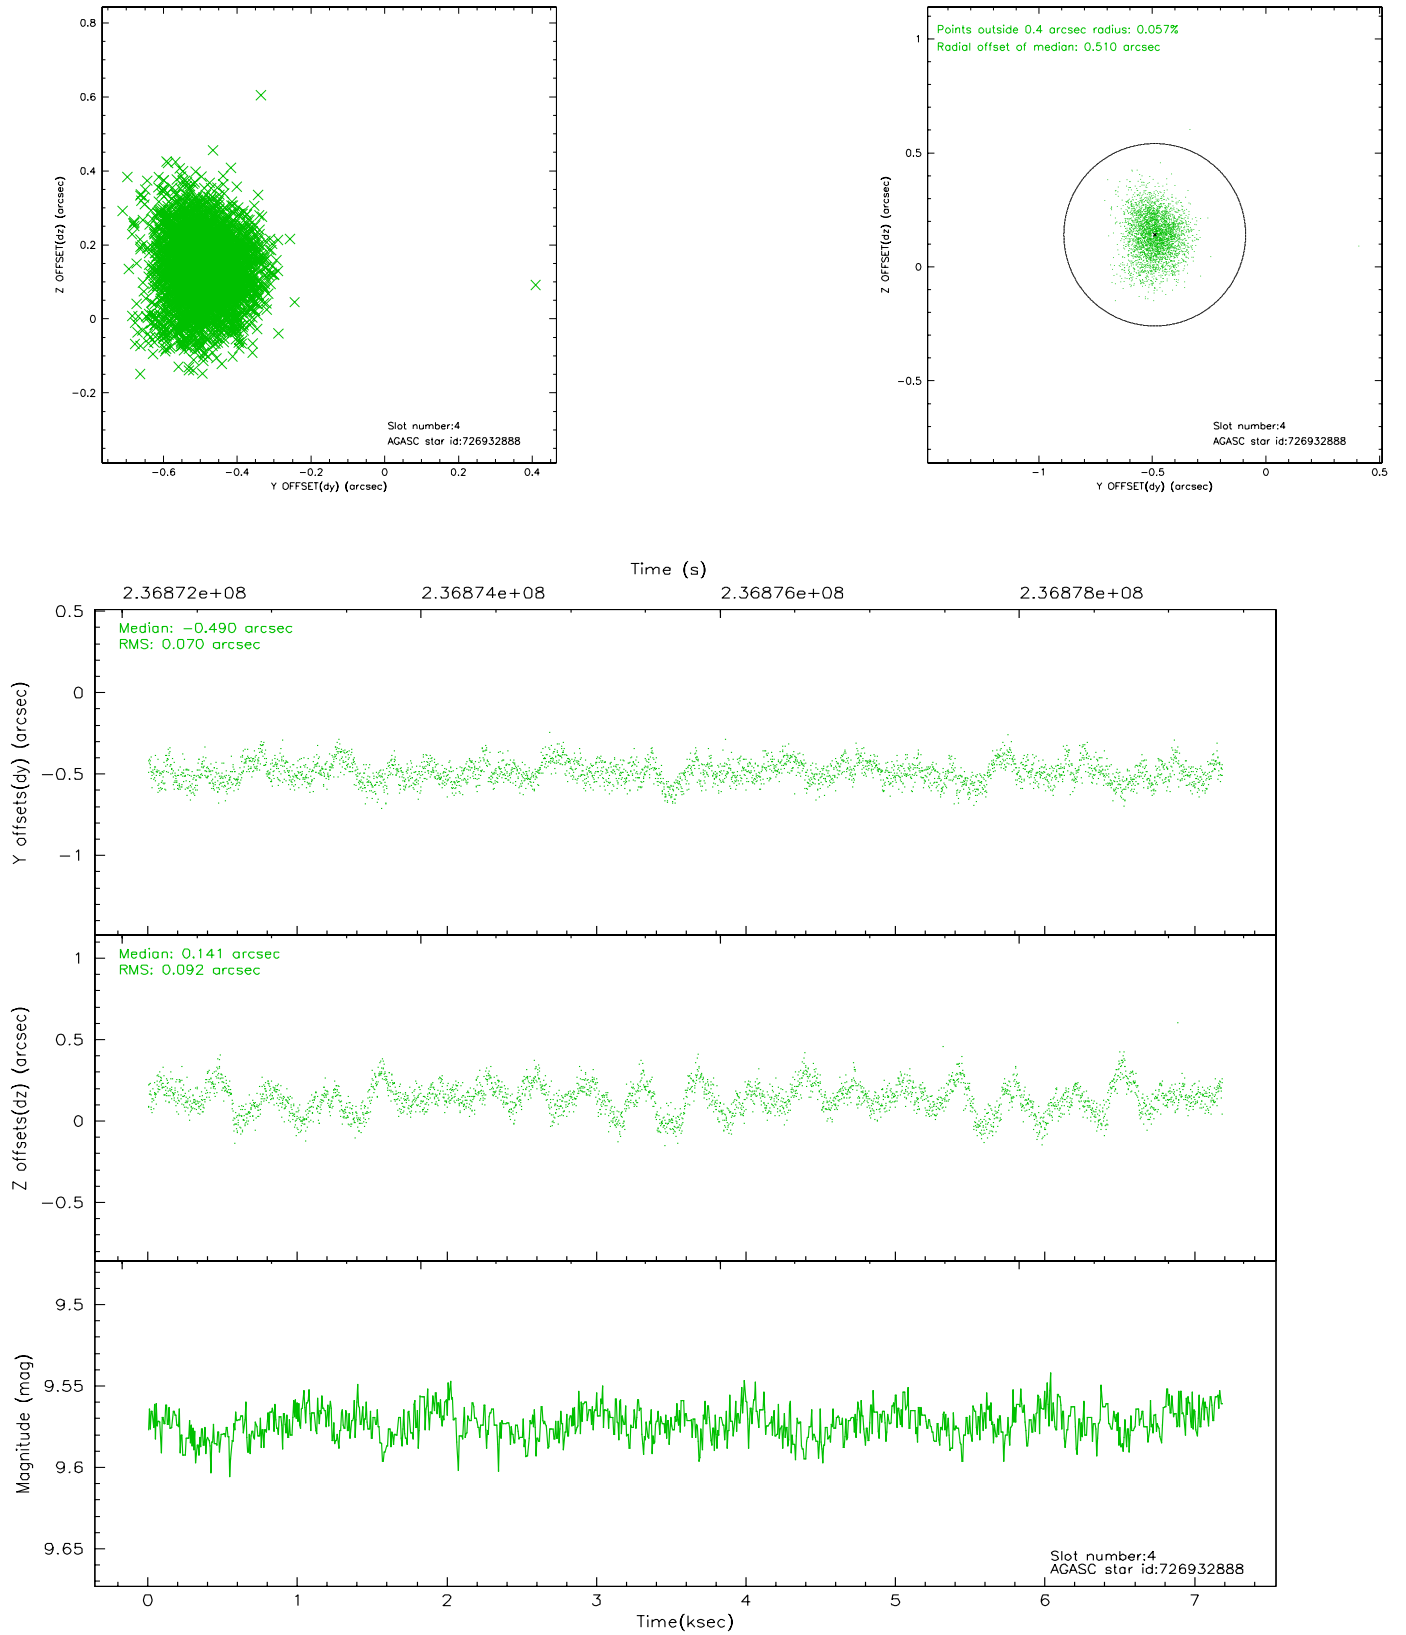 0.8
0.6
0.4
0.2
0
−0.2
Z OFFSET(dz) (arcsec)
Slot number:4
AGASC star id:726932888
−0.6
−0.4
−0.2
0
0.2
0.4
Y OFFSET(dy) (arcsec)
Points outside 0.4 arcsec radius: 0.057%
Radial offset of median: 0.510 arcsec
1
0.5
0
−0.5
Z OFFSET(dz) (arcsec)
Slot number:4
AGASC star id:726932888
−1
−0.5
0
0.5
Y OFFSET(dy) (arcsec)
Time (s)
2.36872e+08
2.36874e+08
2.36876e+08
2.36878e+08
Median: −0.490 arcsec
RMS: 0.070 arcsec
0.5
0
−0.5
−1
Y offsets(dy) (arcsec)
Median: 0.141 arcsec
RMS: 0.092 arcsec
1
0.5
0
−0.5
Z offsets(dz) (arcsec)
9.5
9.55
9.6
9.65
Magnitude (mag)
Slot number:4
AGASC star id:726932888
0
1
2
3
4
5
6
7
Time(ksec)